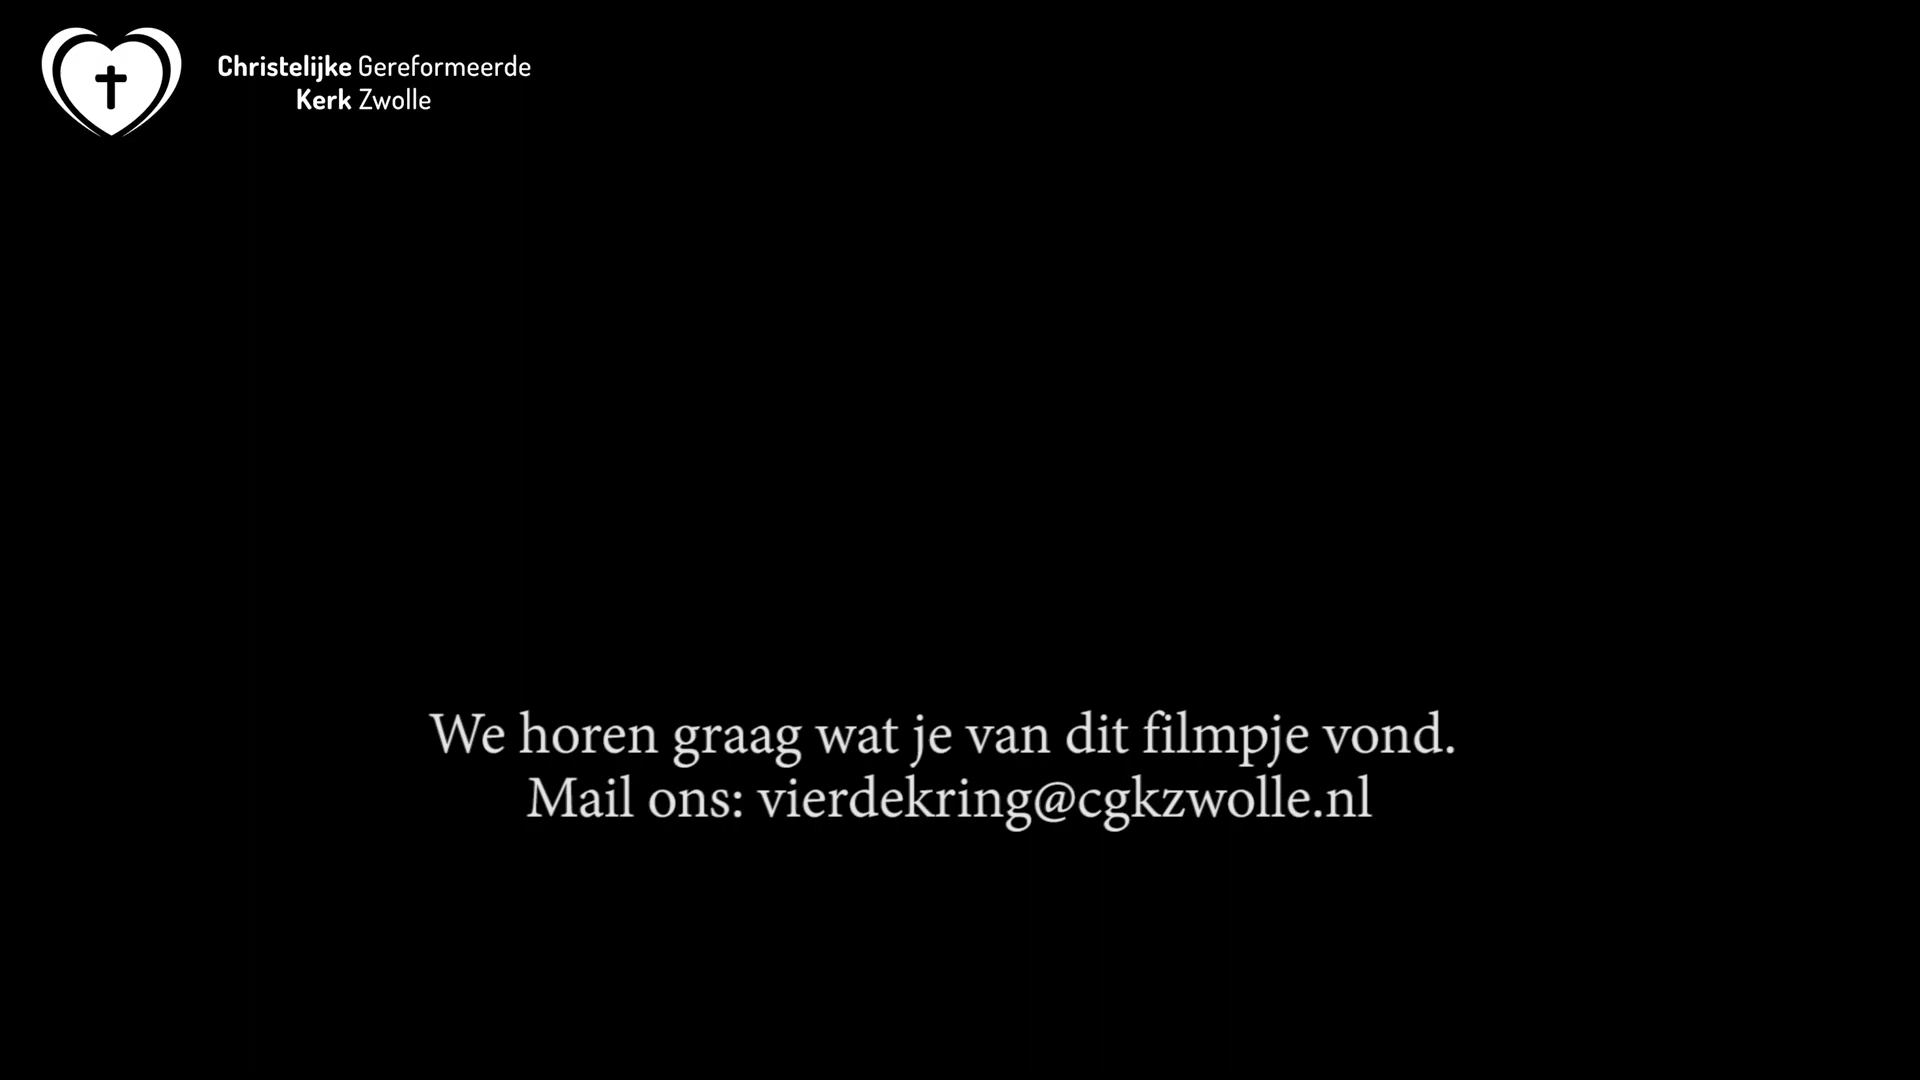 Christelijke Gereformeerde
Kerk Zwolle
We horen graag wat je van dit filmpje vond.
Mail ons: vierdekring@cgkzwolle.nl